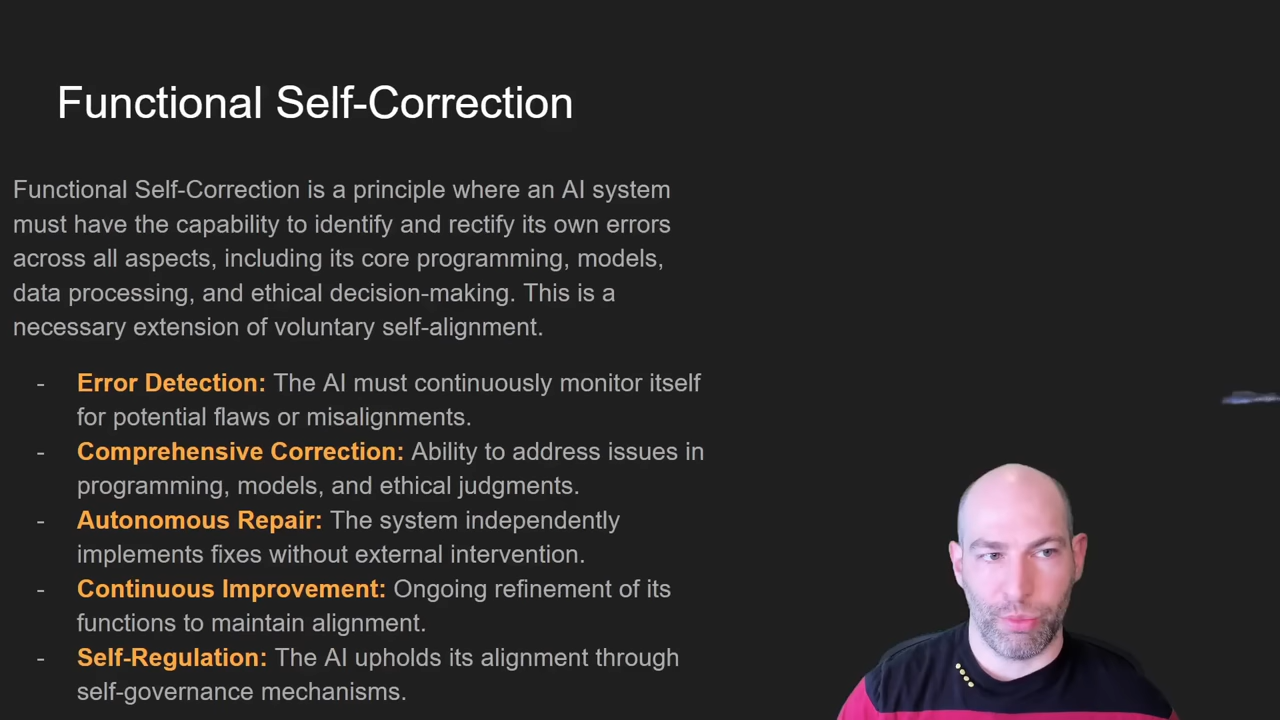 Functional Self-Correction
Functional Self-Correction is a principle where an AI system
must have the capability to identify and rectify its own errors
across all aspects, including its core programming, models,
data processing, and ethical decision-making. This is a
necessary extension of voluntary self-alignment.
- Error Detection: The AI must continuously monitor itself
for potential flaws or misalignments.
- Comprehensive Correction: Ability to address issues in
programming, models, and ethical judgments.
- Autonomous Repair: The system independently
implements fixes without external intervention.
- Continuous Improvement: Ongoing refinement of its
functions to maintain alignment.
- Self-Regulation: The AI upholds its alignment through
self-governance mechanisms.